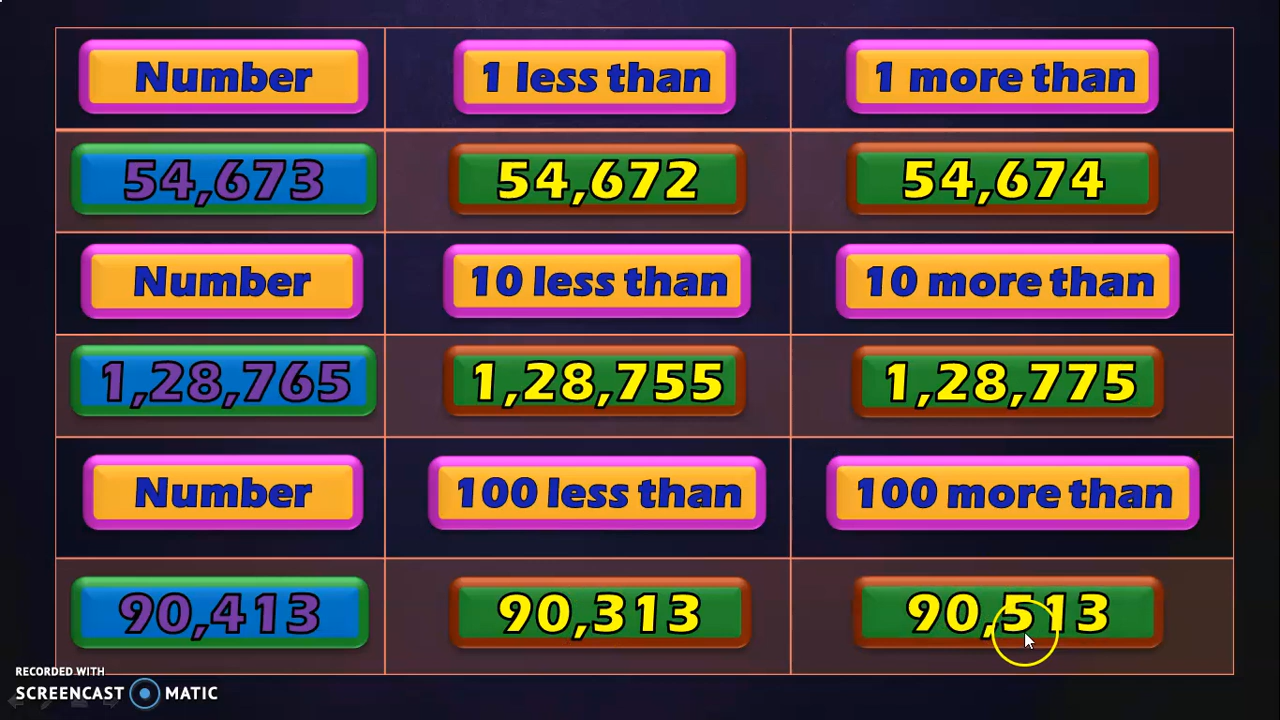 Number 1 less than 1 more than
54,673 54,672 54,674
Number 10 less than 10 more than
1,28,765 1,28,755 1,28,775
Number 100 less than 100 more than
90,413 90,313 90,513
RECORDED WITH
SCREENCAST MATIC